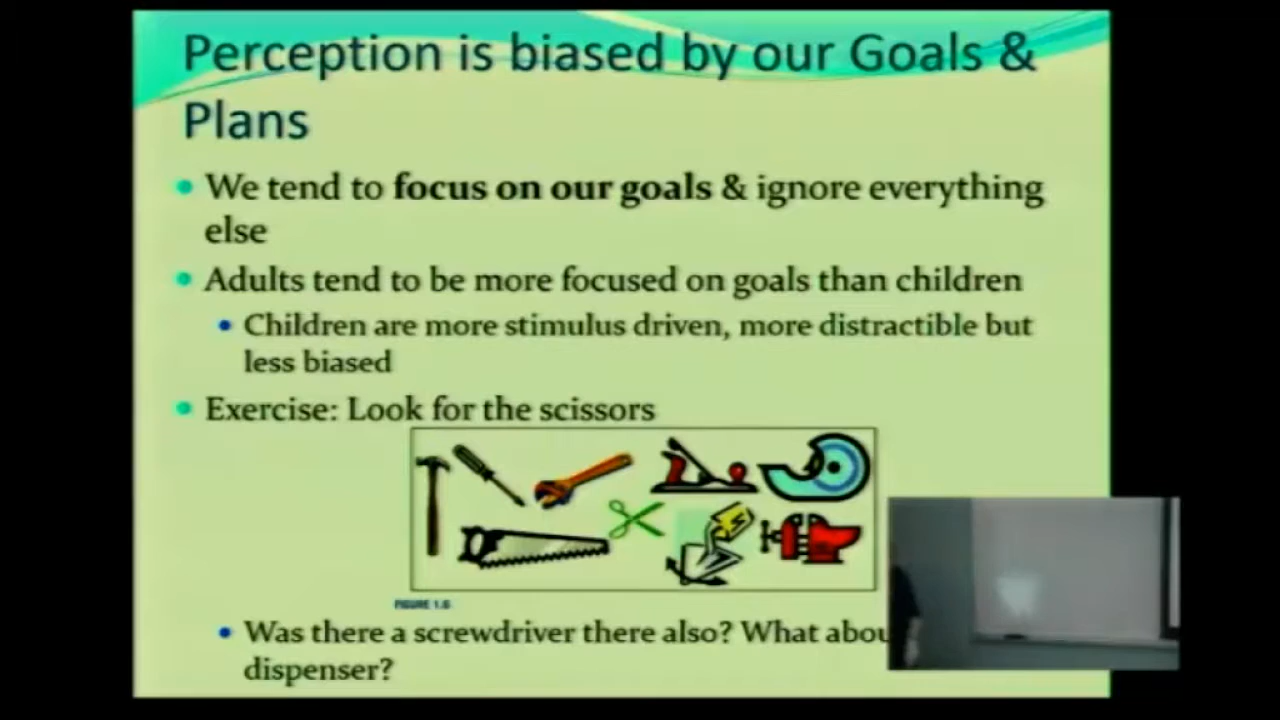 Perception is biased by our Goals &
Plans
We tend to focus on our goals & ignore everything
else
Adults tend to be more focused on goals than children
Children are more stimulus driven, more distractible but
less biased
Exercise: Look for the scissors
FIGURE 1.6
Was there a screwdriver there also? What
dispenser?